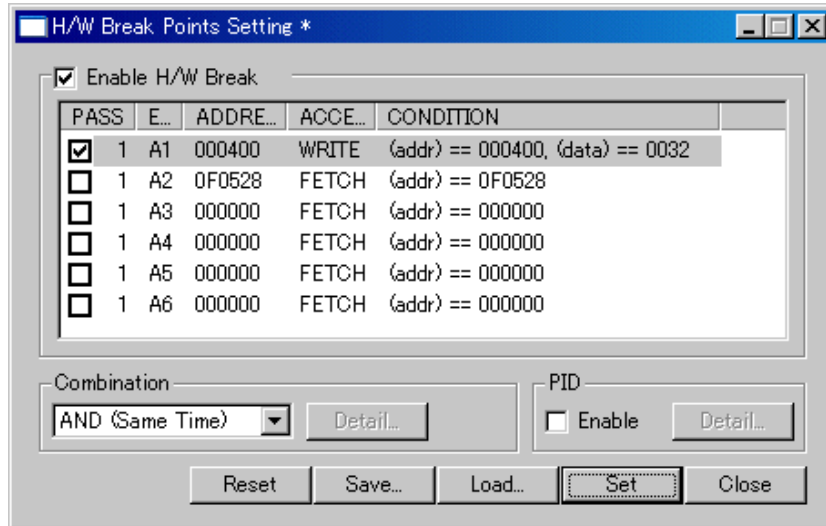 H/W Break Points Setting *
Enable H/W Break
PASS E... ADDRE... ACCE... CONDITION
1 A1 000400 WRITE (addr) == 000400, (data) == 0032
1 A2 0F0528 FETCH (addr) == 0F0528
1 A3 000000 FETCH (addr) == 000000
1 A4 000000 FETCH (addr) == 000000
1 A5 000000 FETCH (addr) == 000000
1 A6 000000 FETCH (addr) == 000000
Combination PID
AND (Same Time) Detail... Enable Detail...
Reset Save... Load... Set Close